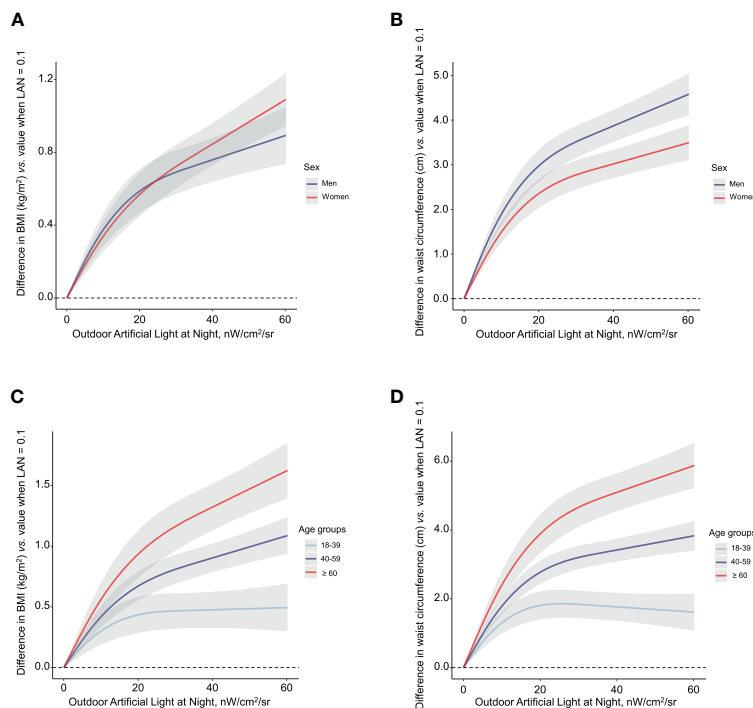 A
Difference in BMI (kg/m²) vs. value when LAN = 0.1
1.2
0.8
0.4
0.0
0
20
40
60
Outdoor Artificial Light at Night, nW/cm²/sr
Sex
Men
Women
B
Difference in waist circumference (cm) vs. value when LAN = 0.1
5.0
4.0
3.0
2.0
1.0
0.0
0
20
40
60
Outdoor Artificial Light at Night, nW/cm²/sr
Sex
Men
Women
C
Difference in BMI (kg/m²) vs. value when LAN = 0.1
1.5
1.0
0.5
0.0
0
20
40
60
Outdoor Artificial Light at Night, nW/cm²/sr
Age groups
18-39
40-59
≥ 60
D
Difference in waist circumference (cm) vs. value when LAN = 0.1
6.0
4.0
2.0
0.0
0
20
40
60
Outdoor Artificial Light at Night, nW/cm²/sr
Age groups
18-39
40-59
≥ 60